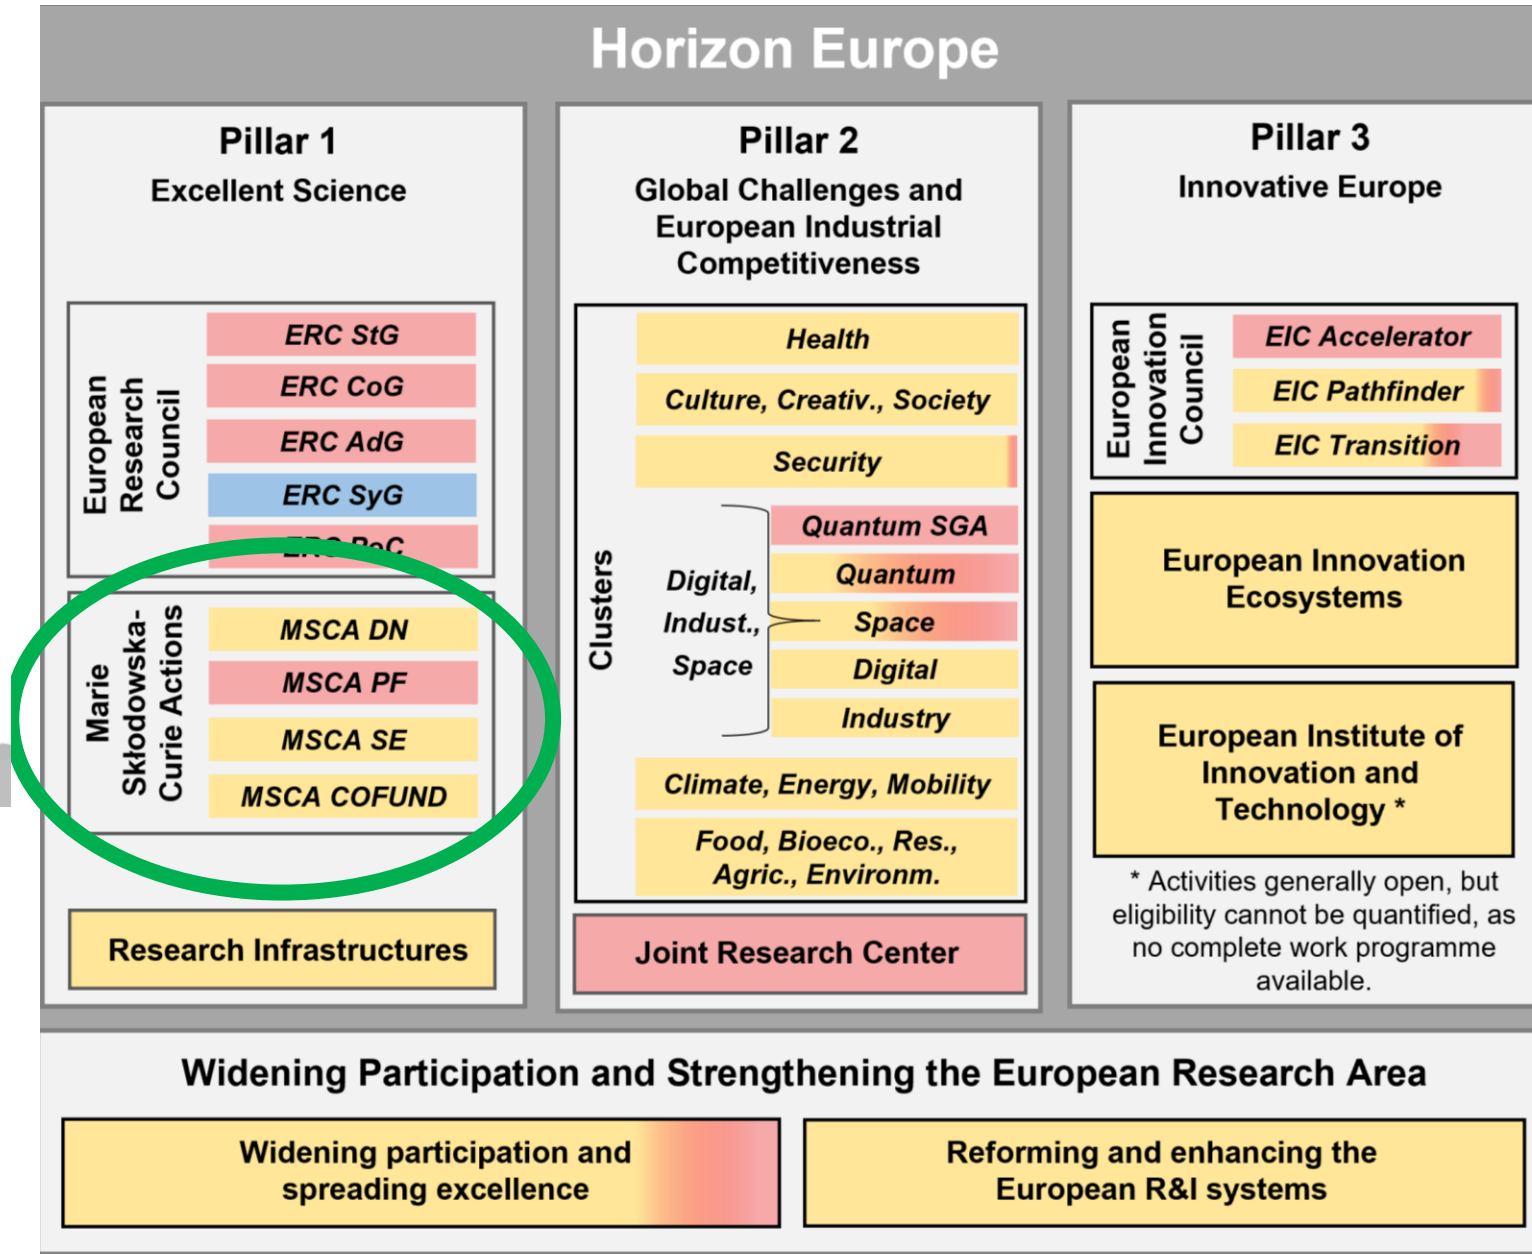 Horizon Europe
Pillar 1
Excellent Science
European
Research
Council
ERC StG
ERC CoG
ERC AdG
ERC SyG
ERC PoC
Marie
Skłodowska-
Curie Actions
MSCA DN
MSCA PF
MSCA SE
MSCA COFUND
Research Infrastructures
Pillar 2
Global Challenges and
European Industrial
Competitiveness
Clusters
Health
Culture, Creativ., Society
Security
Digital,
Indust.,
Space
Quantum SGA
Quantum
Space
Digital
Industry
Climate, Energy, Mobility
Food, Bioeco., Res.,
Agric., Environm.
Joint Research Center
Pillar 3
Innovative Europe
European
Innovation
Council
EIC Accelerator
EIC Pathfinder
EIC Transition
European Innovation
Ecosystems
European Institute of
Innovation and
Technology *
* Activities generally open, but
eligibility cannot be quantified, as
no complete work programme
available.
Widening Participation and Strengthening the European Research Area
Widening participation and
spreading excellence
Reforming and enhancing the
European R&I systems